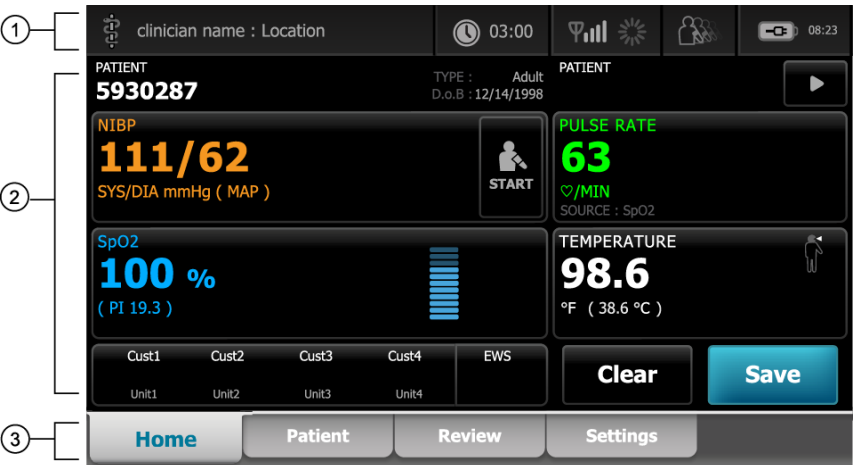 1
clinician name : Location
03:00
08:23
2
PATIENT
5930287
TYPE : Adult
D.o.B : 12/14/1998
PATIENT
NIBP
111/62
SYS/DIA mmHg ( MAP )
START
PULSE RATE
63
♡/MIN
SOURCE : SpO2
SpO2
100 %
( PI 19.3 )
TEMPERATURE
98.6
°F ( 38.6 °C )
Cust1 Cust2 Cust3 Cust4 EWS
Unit1 Unit2 Unit3 Unit4
Clear
Save
3
Home Patient Review Settings